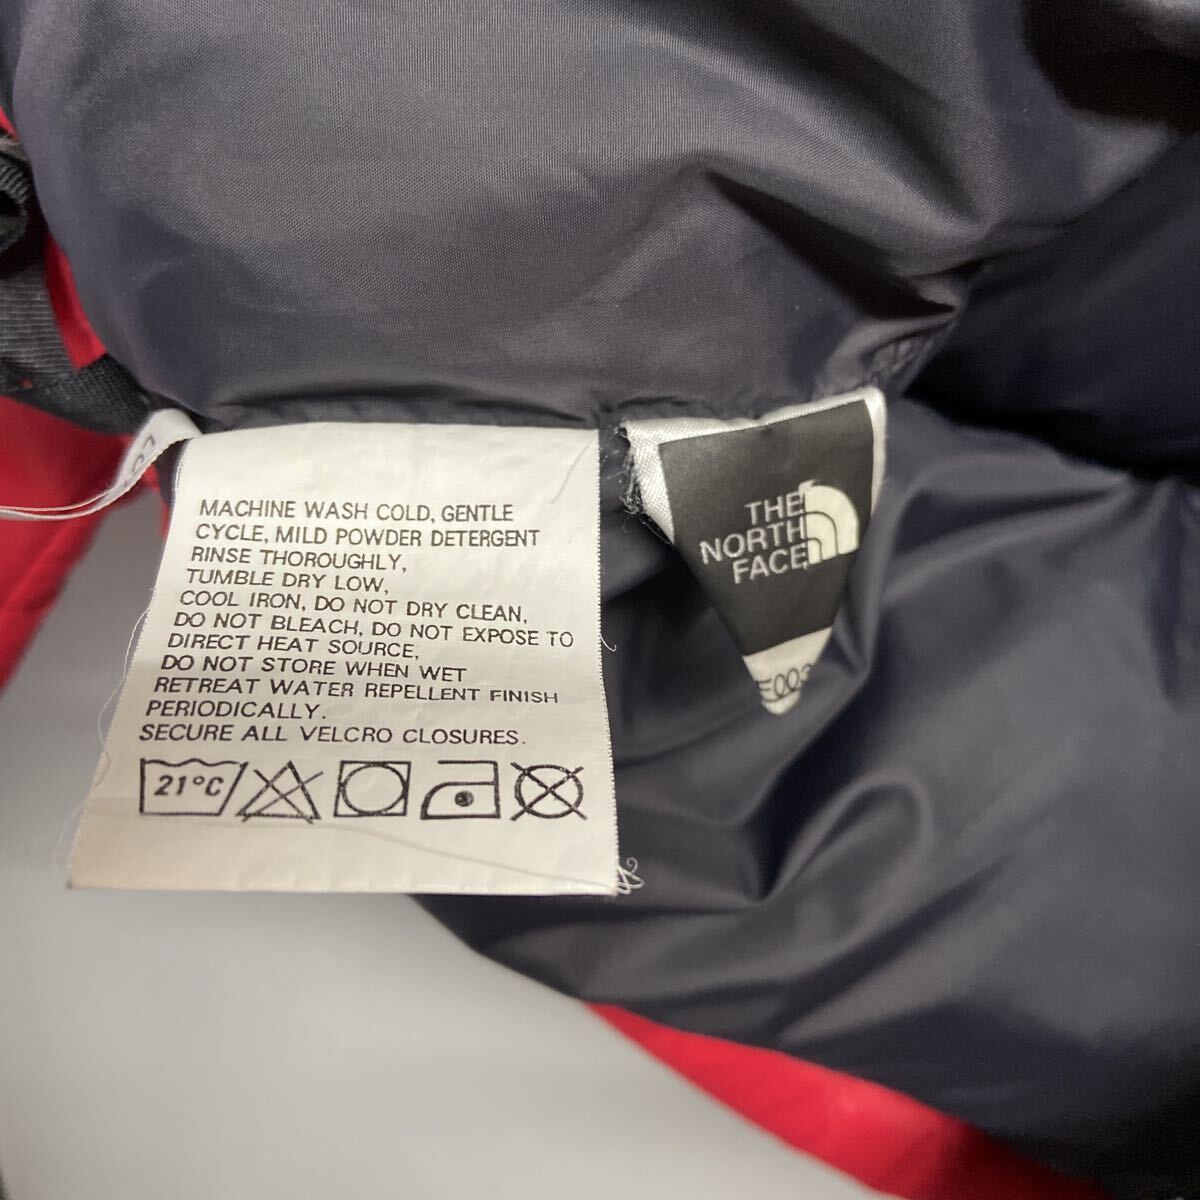 MACHINE WASH COLD, GENTLE
CYCLE, MILD POWDER DETERGENT
RINSE THOROUGHLY,
TUMBLE DRY LOW,
COOL IRON, DO NOT DRY CLEAN,
DO NOT BLEACH, DO NOT EXPOSE TO
DIRECT HEAT SOURCE,
DO NOT STORE WHEN WET
RETREAT WATER REPELLENT FINISH
PERIODICALLY.
SECURE ALL VELCRO CLOSURES.
21°C
THE
NORTH
FACE